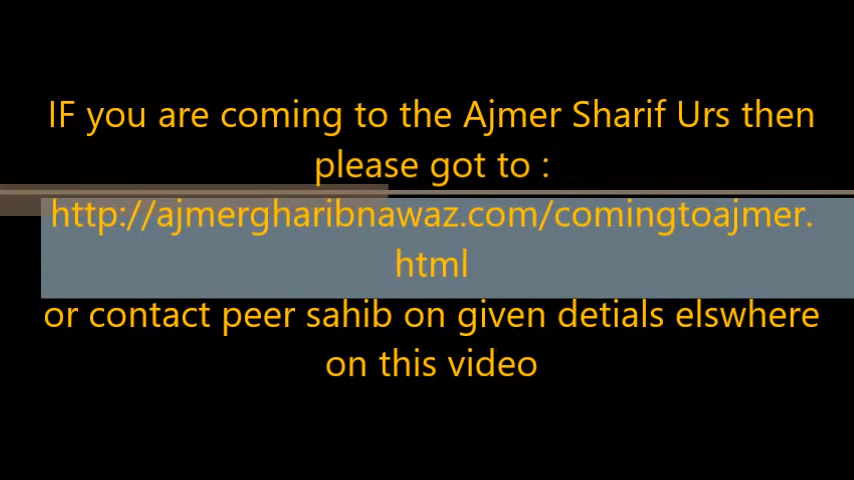 IF you are coming to the Ajmer Sharif Urs then
please got to :
http://ajmergharibnawaz.com/comingtoajmer.
html
or contact peer sahib on given detials elswhere
on this video